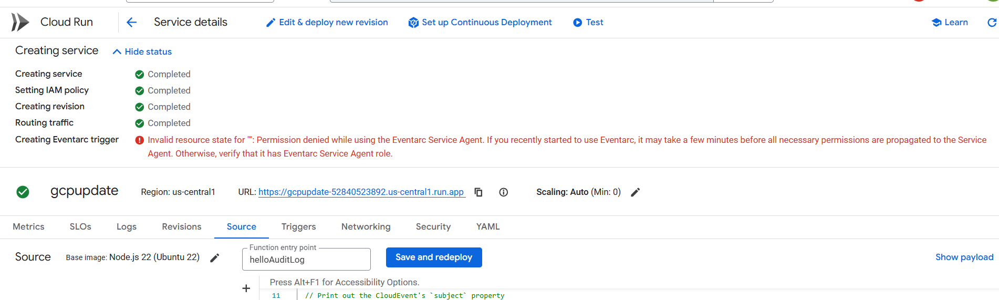 Cloud Run
Service details
Edit & deploy new revision
Set up Continuous Deployment
Test
Learn
Creating service
Hide status
Creating service Completed
Setting IAM policy Completed
Creating revision Completed
Routing traffic Completed
Creating Eventarc trigger Invalid resource state for "": Permission denied while using the Eventarc Service Agent. If you recently started to use Eventarc, it may take a few minutes before all necessary permissions are propagated to the Service
Agent. Otherwise, verify that it has Eventarc Service Agent role.
gcpupdate
Region: us-central1
URL: https://gcpupdate-52840523892.us-central1.run.app
Scaling: Auto (Min: 0)
Metrics
SLOs
Logs
Revisions
Source
Triggers
Networking
Security
YAML
Source
Base image: Node.js 22 (Ubuntu 22)
Function entry point
helloAuditLog
Save and redeploy
Show payload
Press Alt+F1 for Accessibility Options.
11 // Print out the CloudEvent's `subject` property